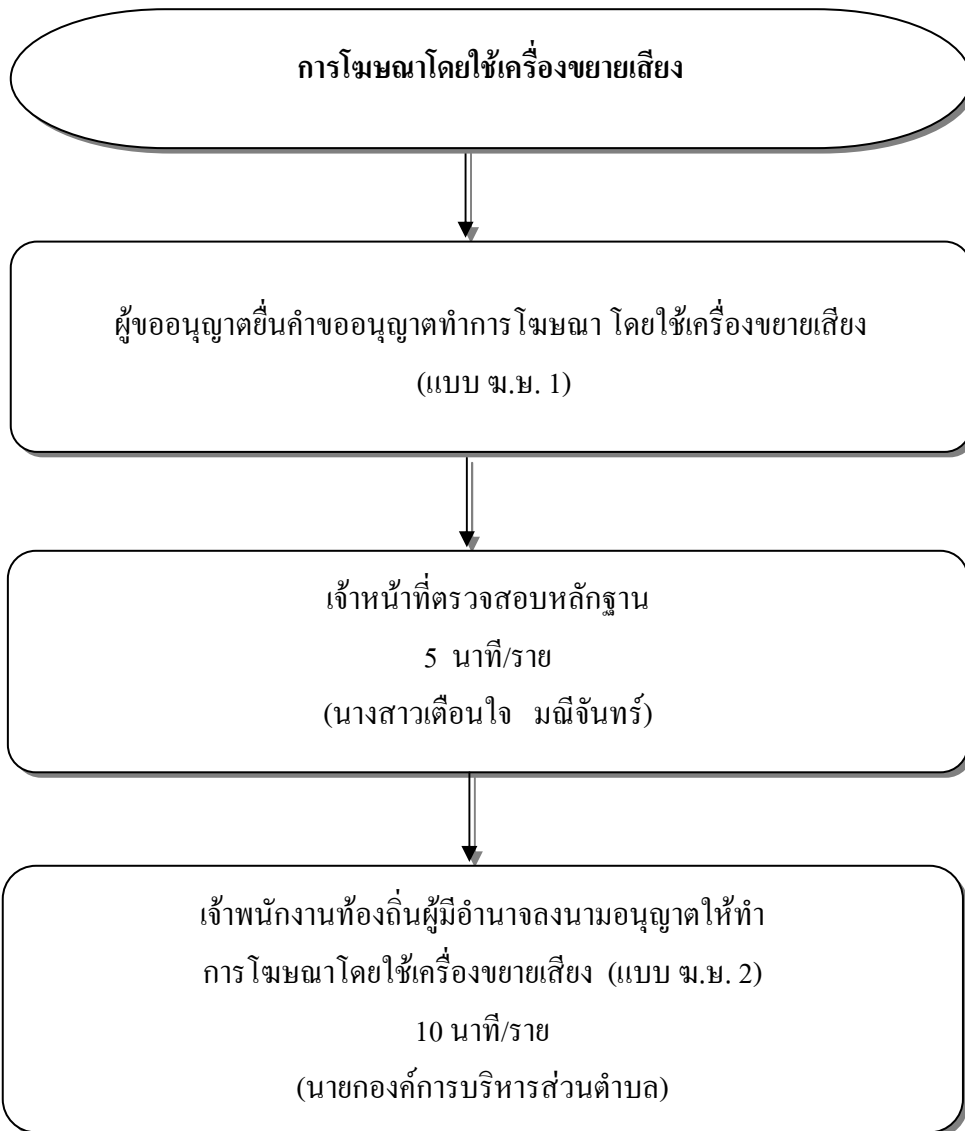 การโฆษณาโดยใช้เครื่องขยายเสียง
ผู้ขออนุญาตยื่นคำขออนุญาตทำการโฆษณา โดยใช้เครื่องขยายเสียง
(แบบ ฆ.ษ. 1)
เจ้าหน้าที่ตรวจสอบหลักฐาน
5 นาที/ราย
(นางสาวเตือนใจ มณีจันทร์)
เจ้าพนักงานท้องถิ่นผู้มีอำนาจลงนามอนุญาตให้ทำ
การโฆษณาโดยใช้เครื่องขยายเสียง (แบบ ฆ.ษ. 2)
10 นาที/ราย
(นายกองค์การบริหารส่วนตำบล)